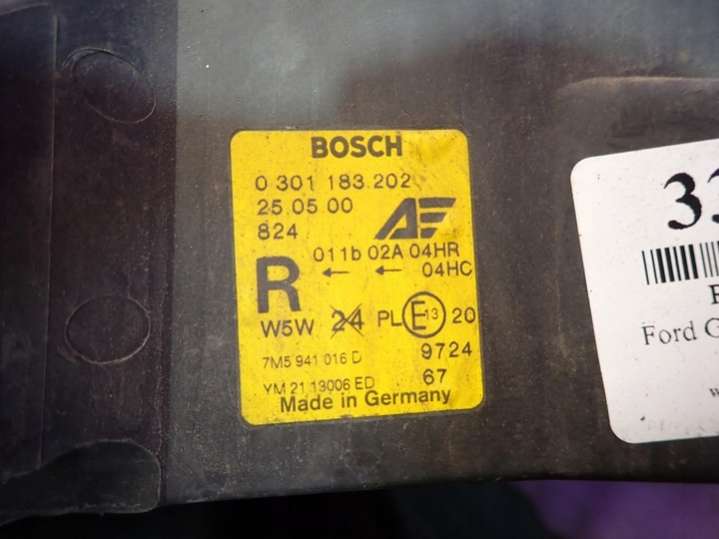 BOSCH
0 301 183 202
25 05 00
824
011b 02A 04HR
R ← ← 04HC
W5W 24 PL E13 20
7M5 941 016 D 9724
YM 21 13006 ED 67
Made in Germany
33
Ford G